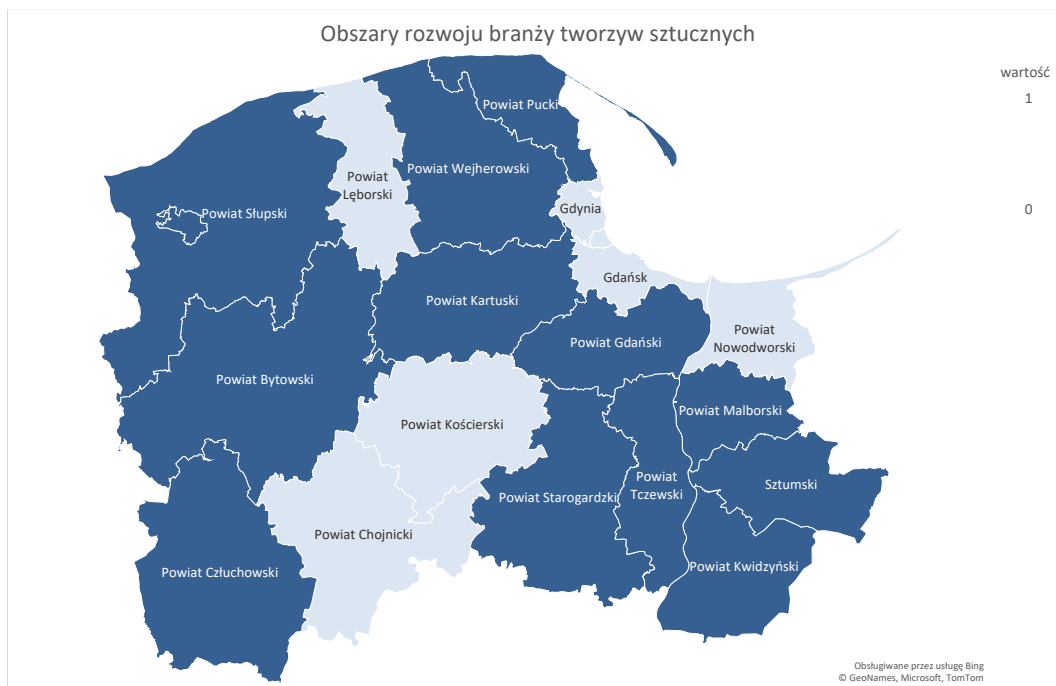 Obszary rozwoju branży tworzyw sztucznych
wartość
1
0
Powiat Pucki
Powiat Wejherowski
Powiat
Lęborski
Powiat Słupski
Gdynia
Gdańsk
Powiat Kartuski
Powiat
Nowodworski
Powiat Gdański
Powiat Bytowski
Powiat Malborski
Powiat Kościerski
Powiat
Tczewski
Sztumski
Powiat Starogardzki
Powiat Chojnicki
Powiat Kwidzyński
Powiat Człuchowski
Obsługiwane przez usługę Bing
© GeoNames, Microsoft, TomTom